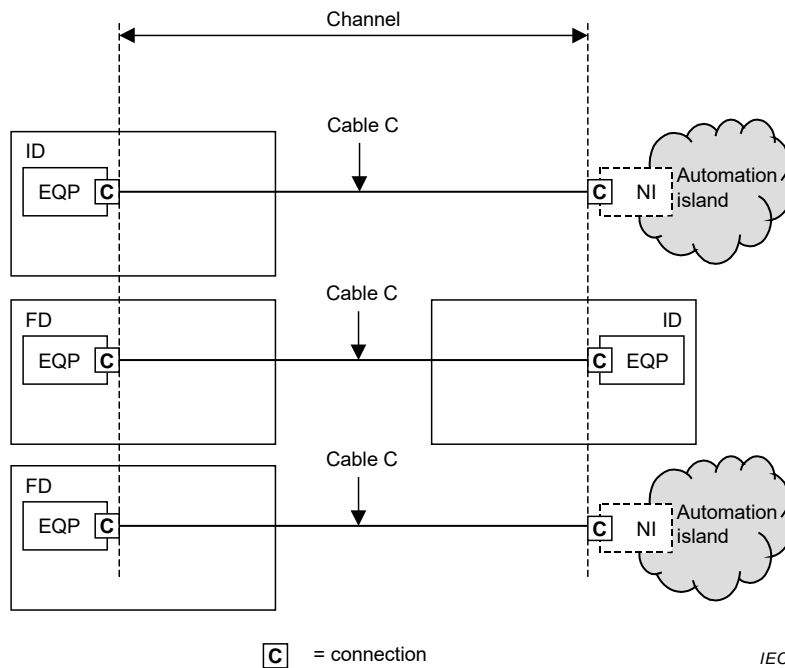 Channel
Cable C
ID
EQP
C
C
NI
Automation
island
Cable C
FD
EQP
C
ID
C
EQP
Cable C
FD
EQP
C
C
NI
Automation
island
C = connection
IEC